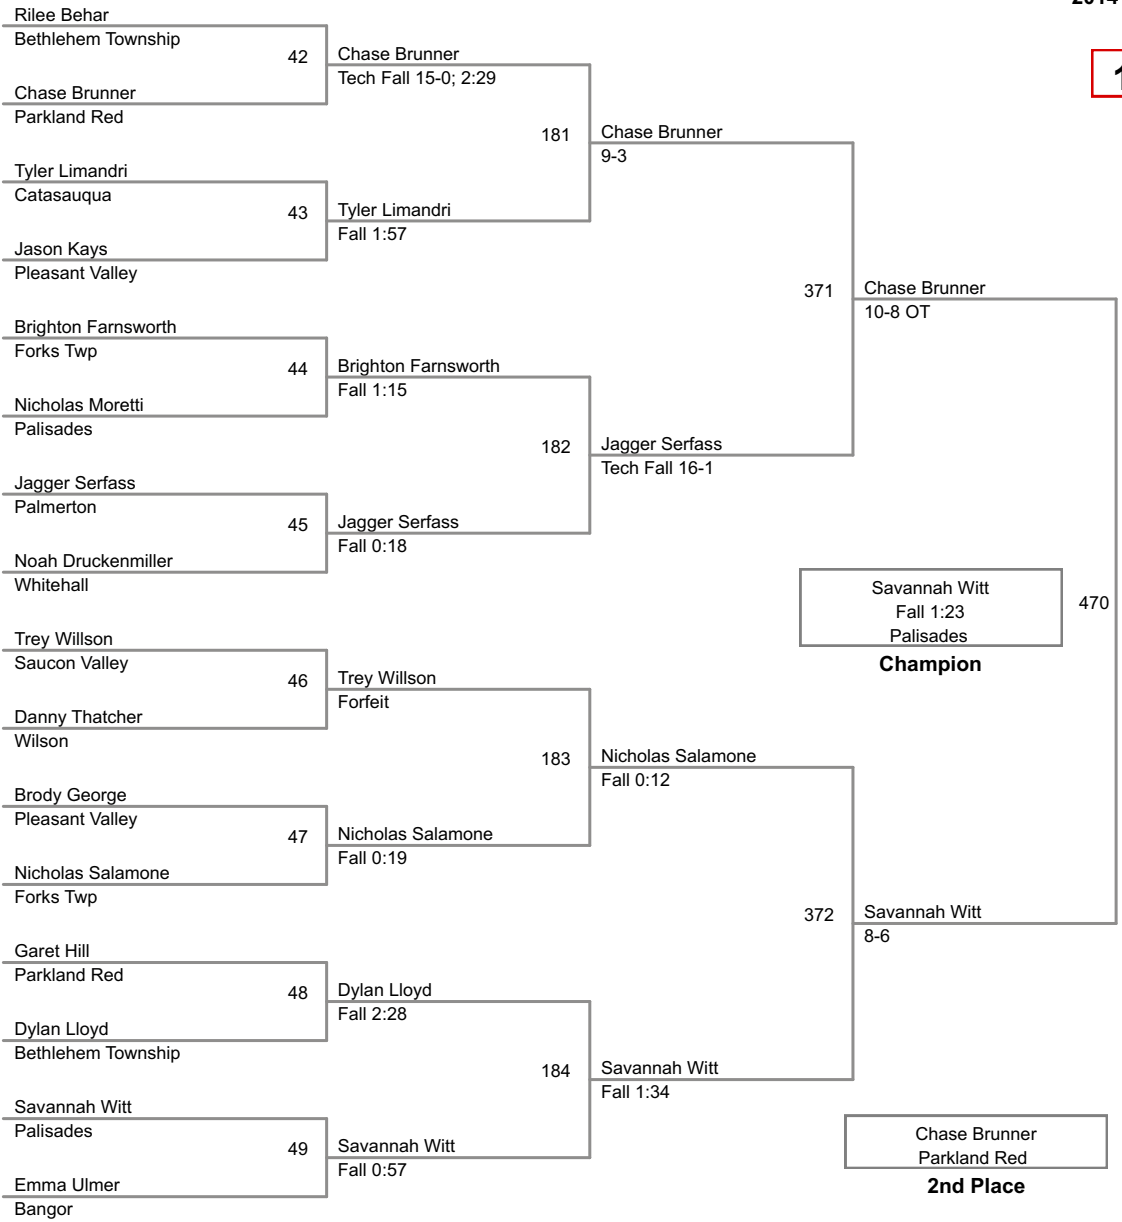 2014
1
Rilee Behar
Bethlehem Township
42
Chase Brunner
Tech Fall 15-0; 2:29
Chase Brunner
Parkland Red
181
Chase Brunner
9-3
Tyler Limandri
Catasauqua
43
Tyler Limandri
Fall 1:57
Jason Kays
Pleasant Valley
371
Chase Brunner
10-8 OT
Brighton Farnsworth
Forks Twp
44
Brighton Farnsworth
Fall 1:15
Nicholas Moretti
Palisades
182
Jagger Serfass
Tech Fall 16-1
Jagger Serfass
Palmerton
45
Jagger Serfass
Fall 0:18
Noah Druckenmiller
Whitehall
Savannah Witt
Fall 1:23
Palisades
Champion
470
Trey Willson
Saucon Valley
46
Trey Willson
Forfeit
Danny Thatcher
Wilson
183
Nicholas Salamone
Fall 0:12
Brody George
Pleasant Valley
47
Nicholas Salamone
Fall 0:19
Nicholas Salamone
Forks Twp
372
Savannah Witt
8-6
Garet Hill
Parkland Red
48
Dylan Lloyd
Fall 2:28
Dylan Lloyd
Bethlehem Township
184
Savannah Witt
Fall 1:34
Savannah Witt
Palisades
49
Savannah Witt
Fall 0:57
Emma Ulmer
Bangor
Chase Brunner
Parkland Red
2nd Place